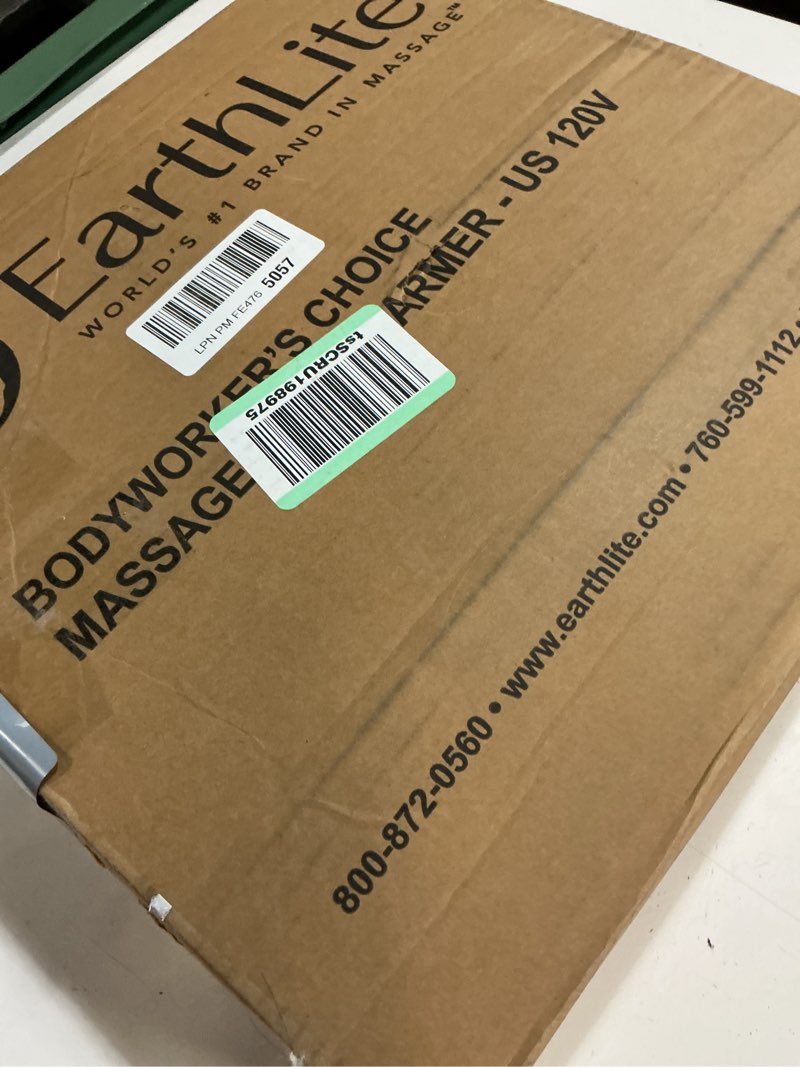 EarthLite
WORLD'S #1 BRAND IN MASSAGE™
LPN PM FE476 5057
BODYWORKER'S CHOICE
MASSAGE ARMER - US 120V
tsSCRU198975
800-872-0560 • www.earthlite.com • 760-599-1112